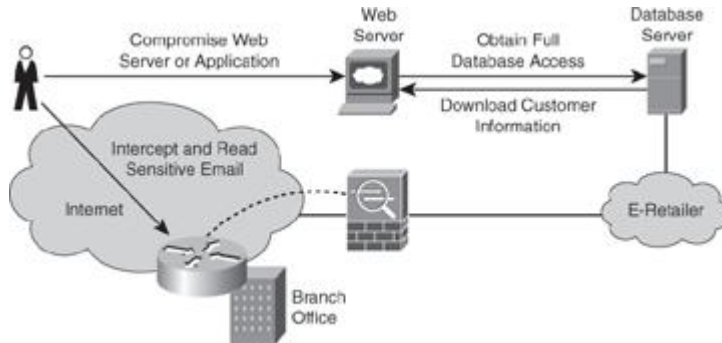 Compromise Web
Server or Application
Web
Server
Obtain Full
Database Access
Database
Server
Download Customer
Information
Intercept and Read
Sensitive Email
Internet
E-Retailer
Branch
Office